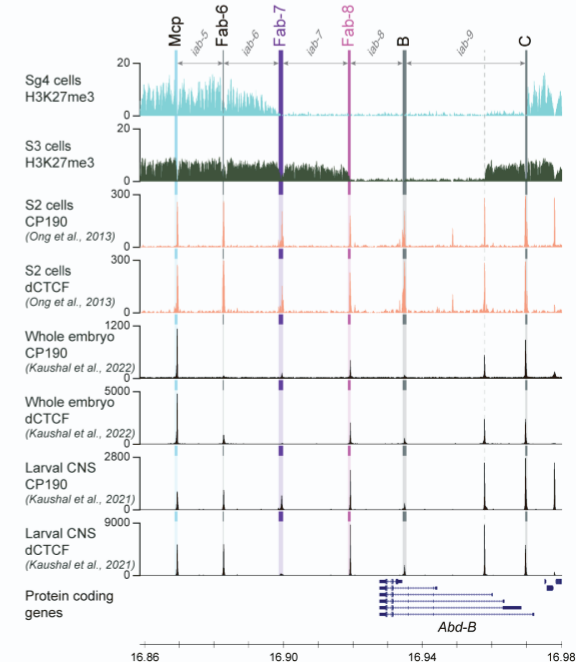 Mcp Fab-6 Fab-7 Fab-8 B C
iab-5 iab-6 iab-7 iab-8 iab-9
20
Sg4 cells
H3K27me3
0
20
S3 cells
H3K27me3
0
300
S2 cells
CP190
(Ong et al., 2013)
0
300
S2 cells
dCTCF
(Ong et al., 2013)
0
1200
Whole embryo
CP190
(Kaushal et al., 2022)
0
5000
Whole embryo
dCTCF
(Kaushal et al., 2022)
0
2800
Larval CNS
CP190
(Kaushal et al., 2021)
0
9000
Larval CNS
dCTCF
(Kaushal et al., 2021)
0
Protein coding
genes
Abd-B
16.86 16.90 16.94 16.98